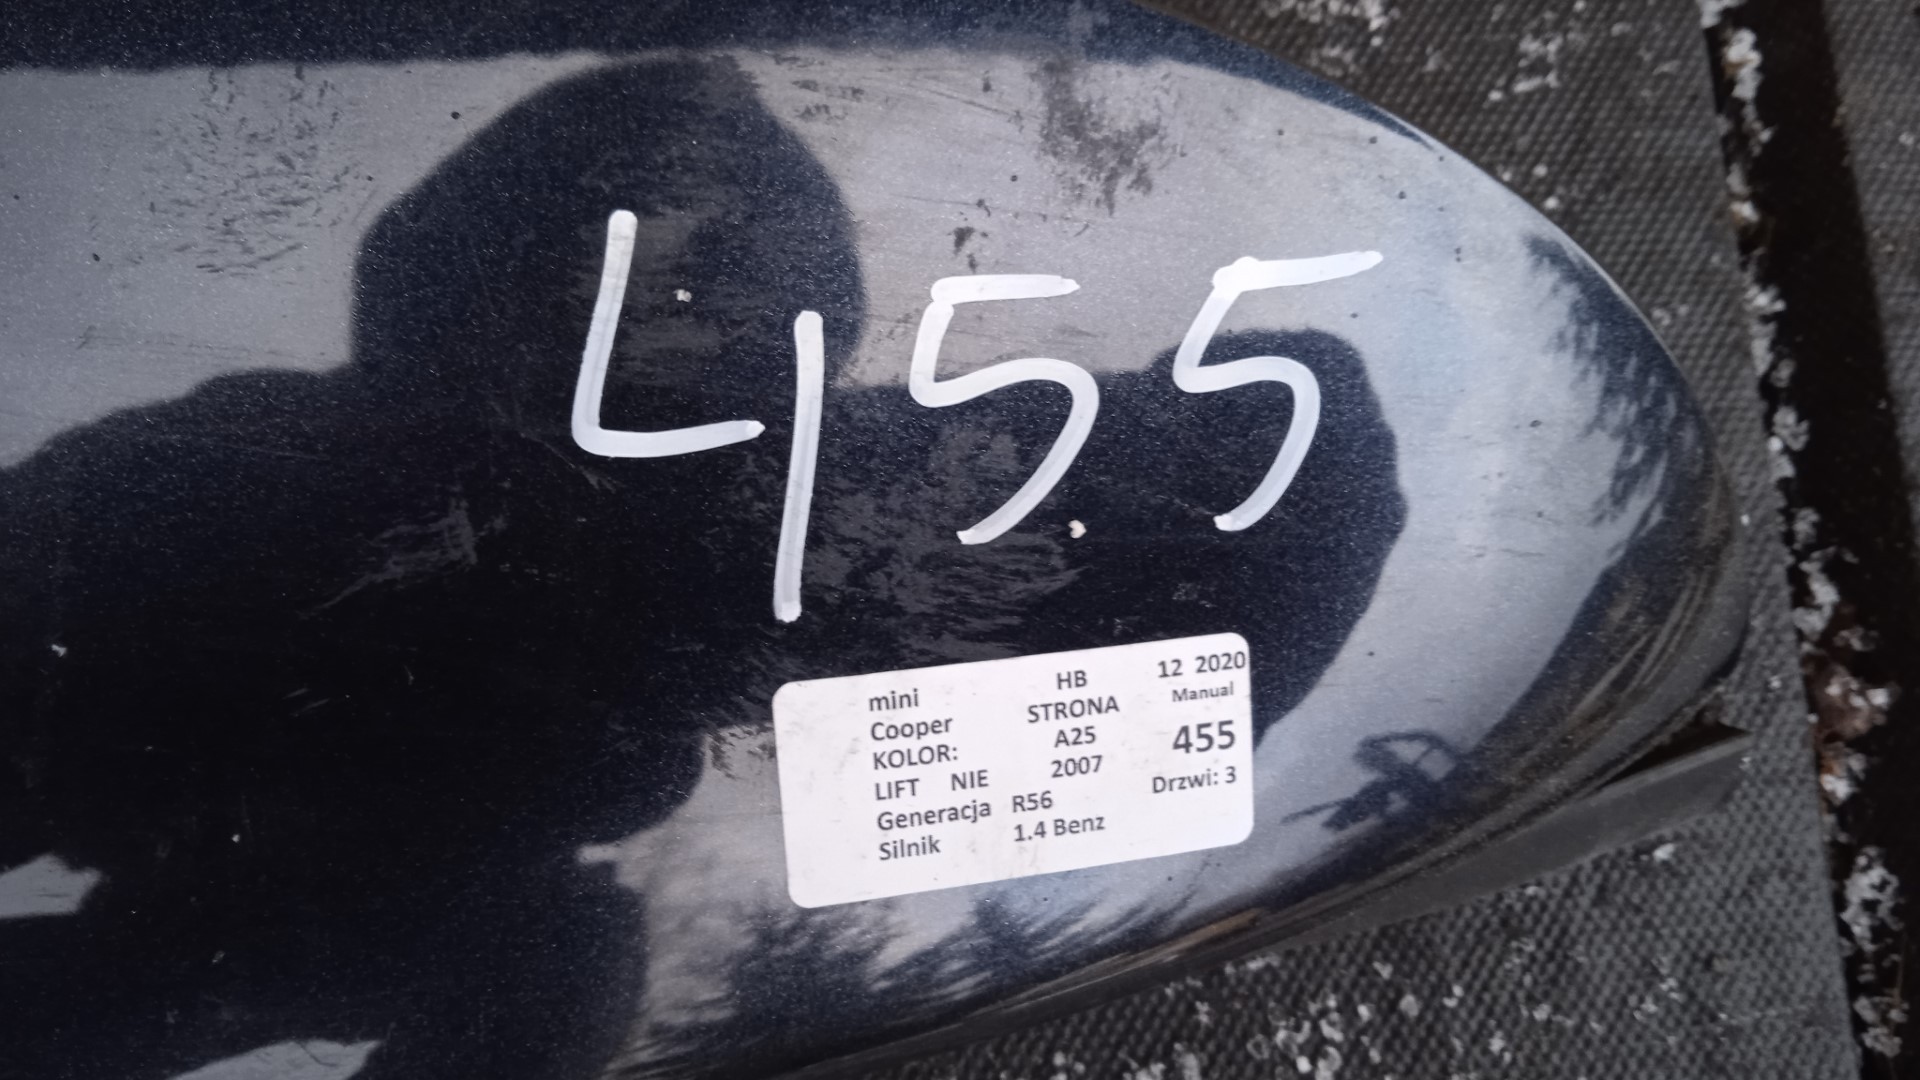 455
mini HB 12 2020
Cooper STRONA Manual
KOLOR: A25 455
LIFT NIE 2007 Drzwi: 3
Generacja R56
Silnik 1.4 Benz